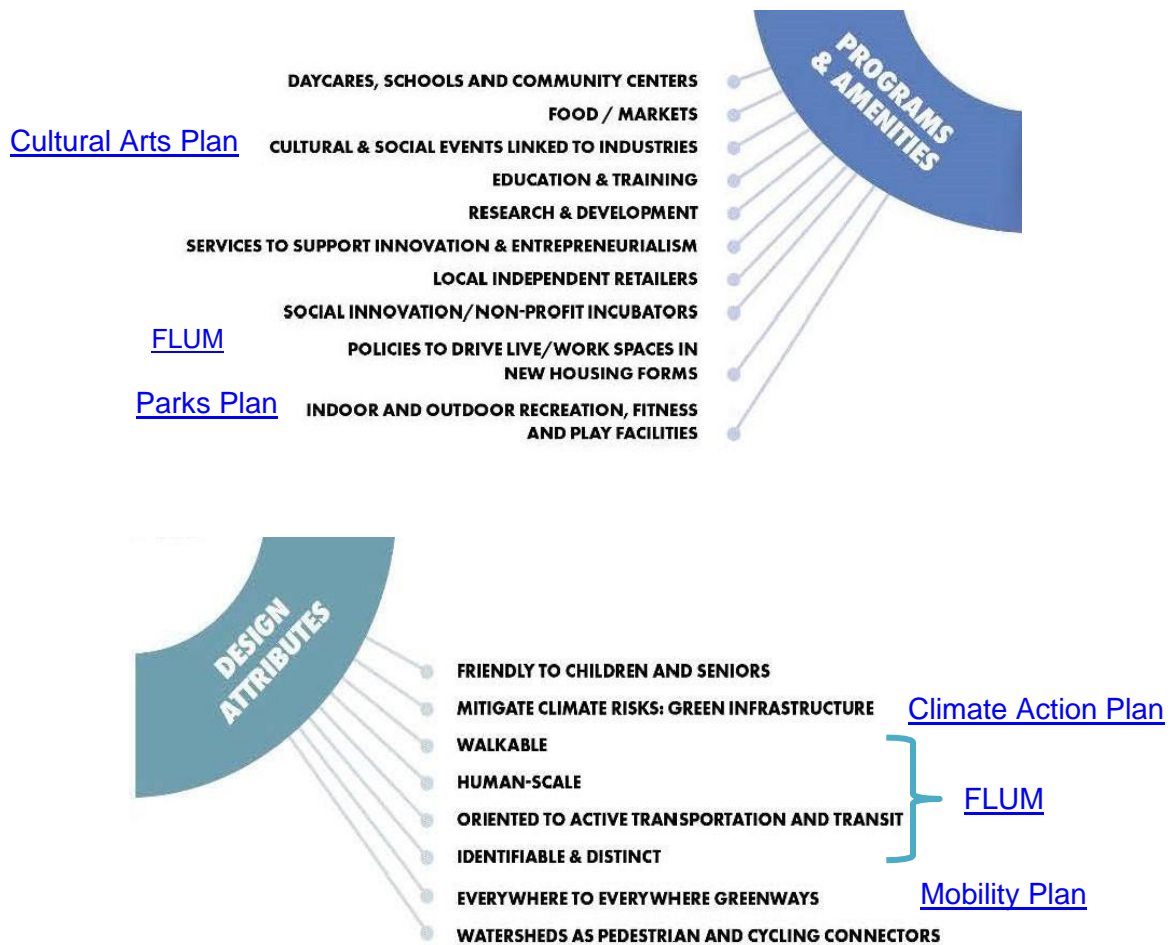 PROGRAMS
& AMENITIES
DAYCARES, SCHOOLS AND COMMUNITY CENTERS
FOOD / MARKETS
Cultural Arts Plan
CULTURAL & SOCIAL EVENTS LINKED TO INDUSTRIES
EDUCATION & TRAINING
RESEARCH & DEVELOPMENT
SERVICES TO SUPPORT INNOVATION & ENTREPRENEURIALISM
LOCAL INDEPENDENT RETAILERS
SOCIAL INNOVATION/NON-PROFIT INCUBATORS
FLUM
POLICIES TO DRIVE LIVE/WORK SPACES IN
NEW HOUSING FORMS
Parks Plan
INDOOR AND OUTDOOR RECREATION, FITNESS
AND PLAY FACILITIES
DESIGN
ATTRIBUTES
FRIENDLY TO CHILDREN AND SENIORS
MITIGATE CLIMATE RISKS: GREEN INFRASTRUCTURE
Climate Action Plan
WALKABLE
HUMAN-SCALE
FLUM
ORIENTED TO ACTIVE TRANSPORTATION AND TRANSIT
IDENTIFIABLE & DISTINCT
EVERYWHERE TO EVERYWHERE GREENWAYS
Mobility Plan
WATERSHEDS AS PEDESTRIAN AND CYCLING CONNECTORS